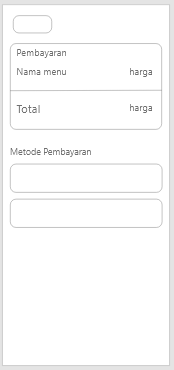 Pembayaran
Nama menu harga
Total harga
Metode Pembayaran